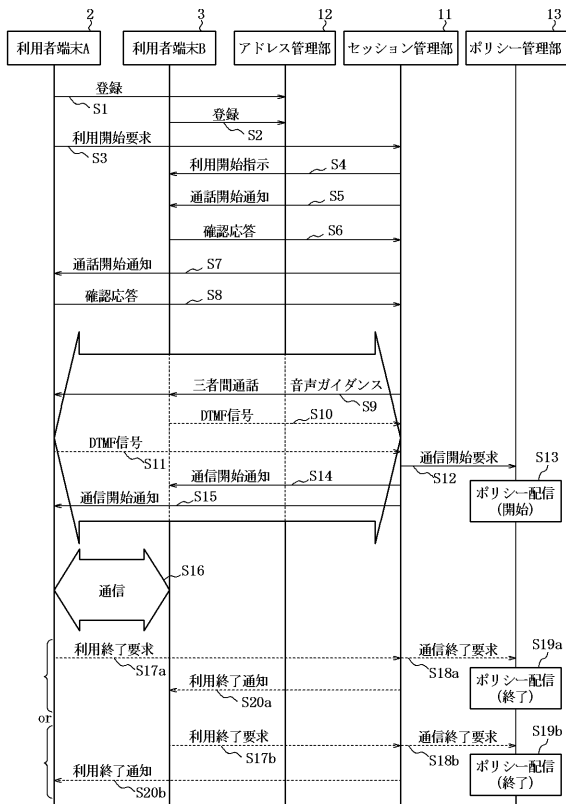 2
3
12
11
13
利用者端末A
利用者端末B
アドレス管理部
セッション管理部
ポリシー管理部
登録
S1
登録
S2
利用開始要求
S3
利用開始指示
S4
通話開始通知
S5
確認応答
S6
通話開始通知
S7
確認応答
S8
三者間通話
音声ガイダンス
S9
DTMF信号
S10
DTMF信号
S11
通信開始要求
S12
S13
ポリシー配信
(開始)
通信開始通知
S14
通信開始通知
S15
通信
S16
利用終了要求
S17a
通信終了要求
S18a
S19a
ポリシー配信
(終了)
利用終了通知
S20a
or
利用終了要求
S17b
通信終了要求
S18b
S19b
ポリシー配信
(終了)
利用終了通知
S20b